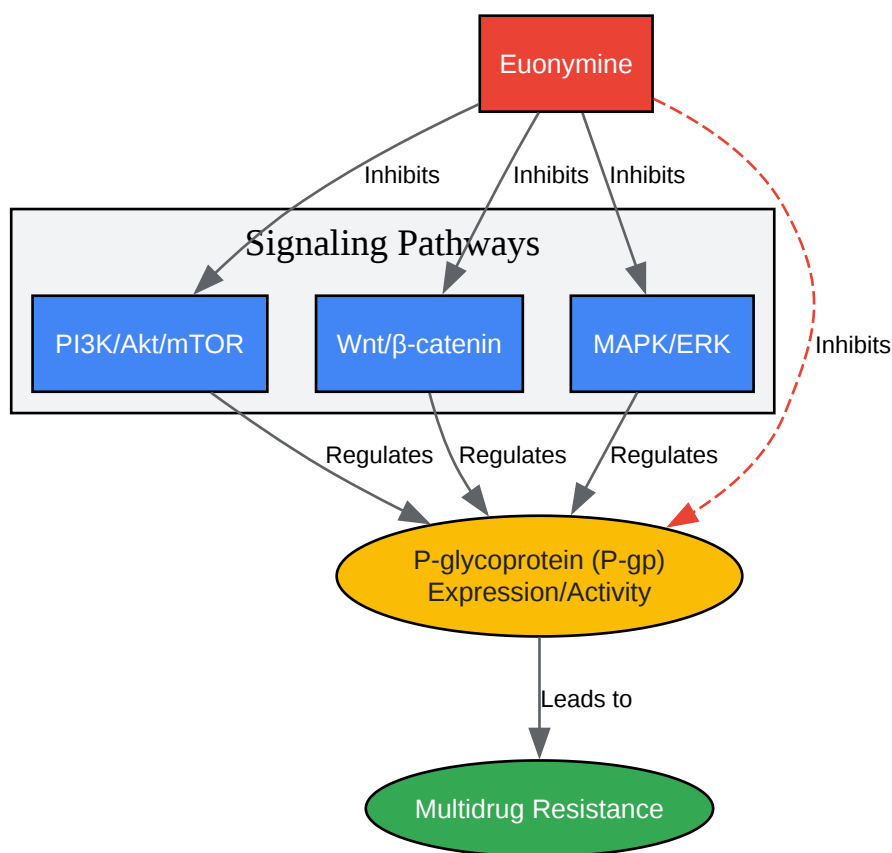 Euonymine
Inhibits
Inhibits
Inhibits
Signaling Pathways
PI3K/Akt/mTOR
Wnt/β-catenin
MAPK/ERK
Inhibits
Regulates
Regulates
Regulates
P-glycoprotein (P-gp)
Expression/Activity
Leads to
Multidrug Resistance